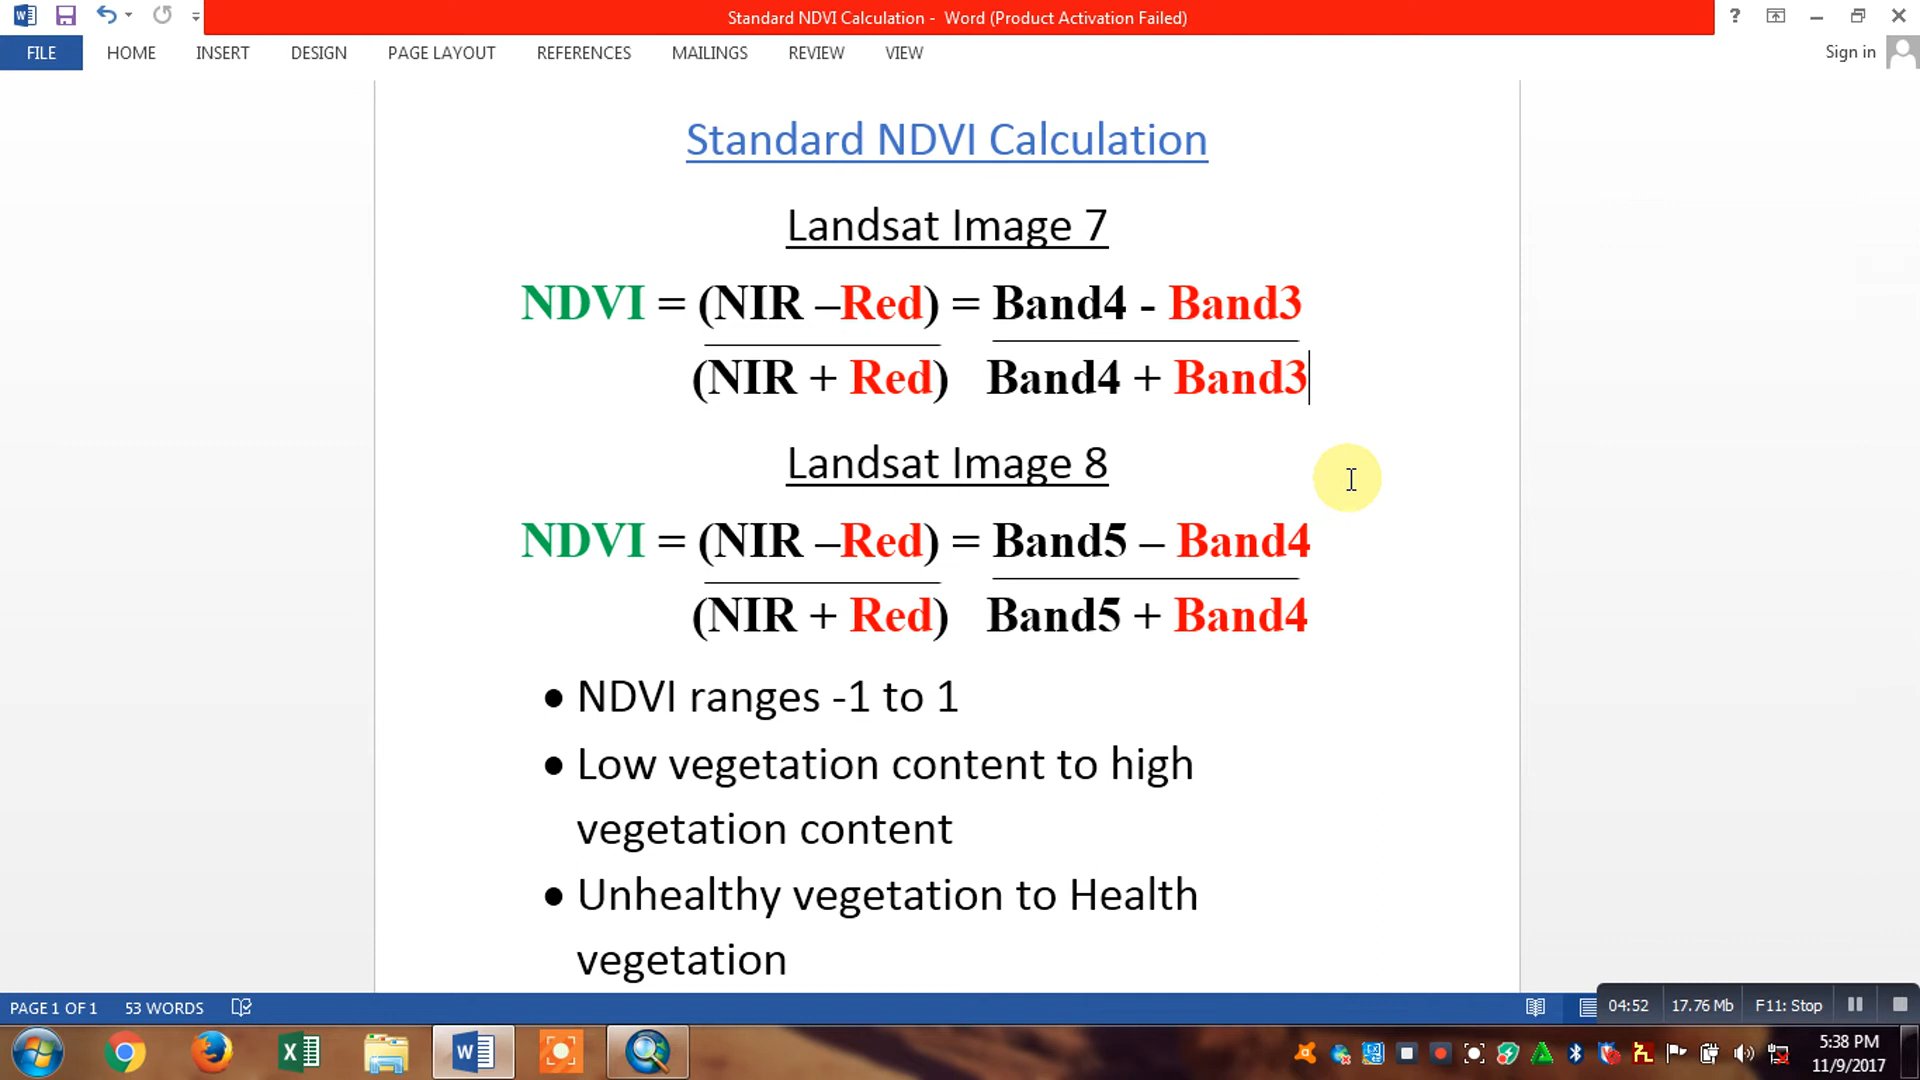 Standard NDVI Calculation - Word (Product Activation Failed)
FILE HOME INSERT DESIGN PAGE LAYOUT REFERENCES MAILINGS REVIEW VIEW Sign in
Standard NDVI Calculation
Landsat Image 7
NDVI = (NIR –Red) = Band4 - Band3
(NIR + Red) Band4 + Band3
Landsat Image 8
NDVI = (NIR –Red) = Band5 – Band4
(NIR + Red) Band5 + Band4
• NDVI ranges -1 to 1
• Low vegetation content to high
vegetation content
• Unhealthy vegetation to Health
vegetation
PAGE 1 OF 1 53 WORDS 04:52 17.76 Mb F11: Stop
5:38 PM
11/9/2017